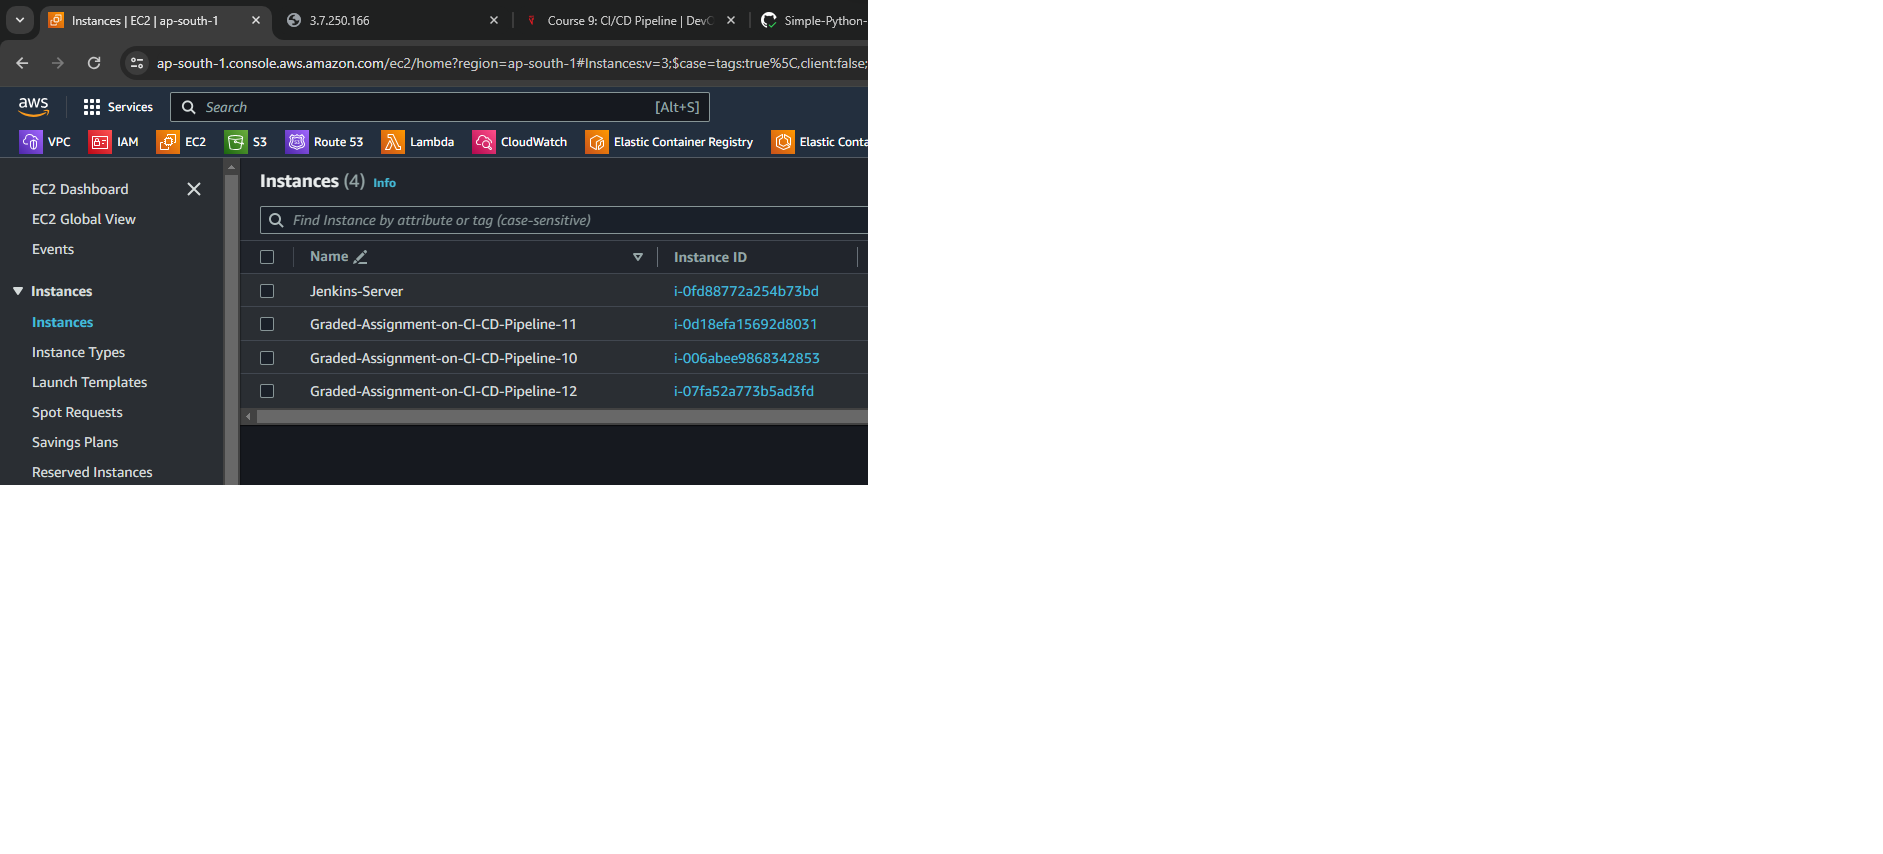 Instances | EC2 | ap-south-1
3.7.250.166
Course 9: CI/CD Pipeline | DevO
Simple-Python-
ap-south-1.console.aws.amazon.com/ec2/home?region=ap-south-1#Instances:v=3;$case=tags:true%5C,client:false;
aws
Services
Search
[Alt+S]
VPC
IAM
EC2
S3
Route 53
Lambda
CloudWatch
Elastic Container Registry
Elastic Conta
EC2 Dashboard
EC2 Global View
Events
Instances
Instances
Instance Types
Launch Templates
Spot Requests
Savings Plans
Reserved Instances
Instances (4) Info
Find Instance by attribute or tag (case-sensitive)
Name Instance ID
Jenkins-Server i-0fd88772a254b73bd
Graded-Assignment-on-CI-CD-Pipeline-11 i-0d18efa15692d8031
Graded-Assignment-on-CI-CD-Pipeline-10 i-006abee9868342853
Graded-Assignment-on-CI-CD-Pipeline-12 i-07fa52a773b5ad3fd